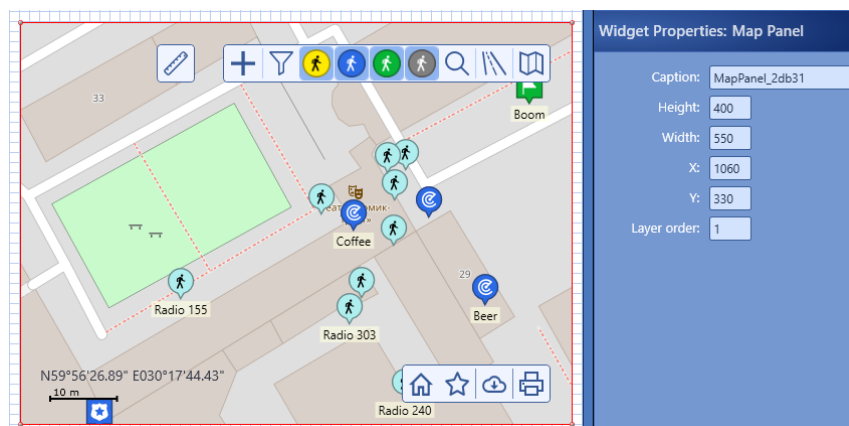 Widget Properties: Map Panel
33
Boom
Caption: MapPanel_2db31
Height: 400
Width: 550
X: 1060
Y: 330
Layer order: 1
Coffee
29
Radio 155
Beer
Radio 303
N59°56'26.89" E030°17'44.43"
10 m
Radio 240